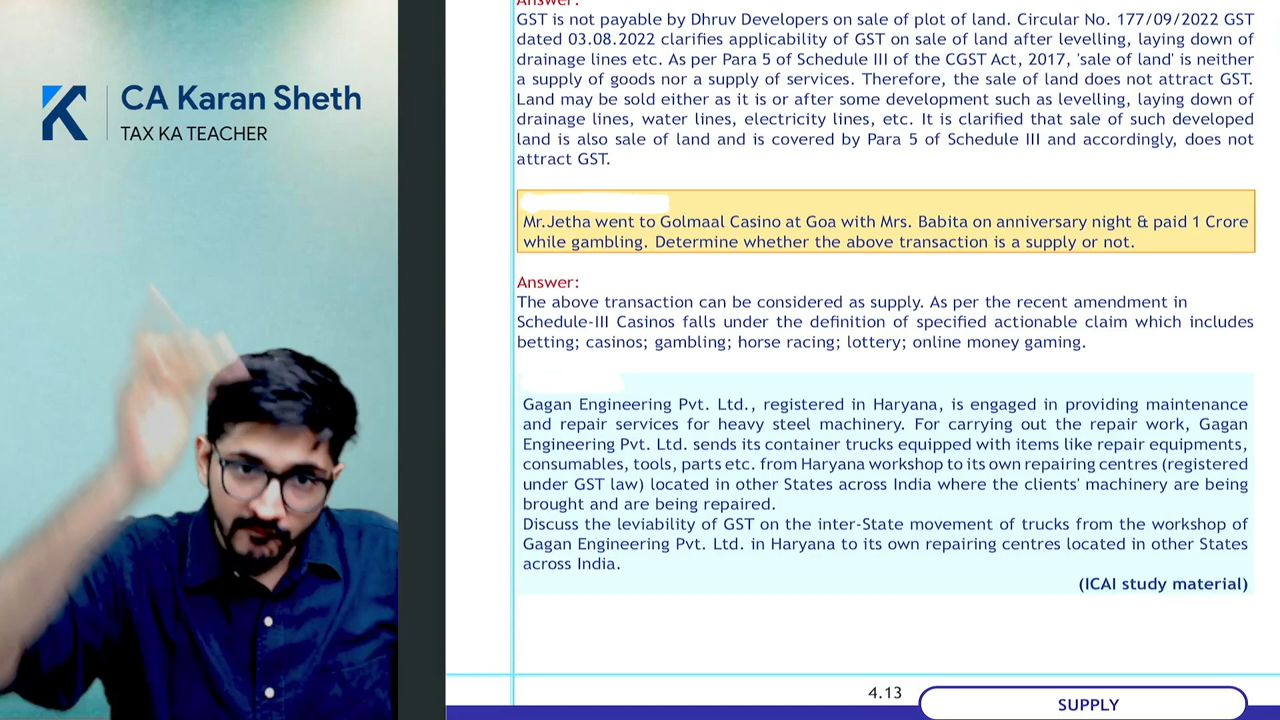 CA Karan Sheth
TAX KA TEACHER
Answer:
GST is not payable by Dhruv Developers on sale of plot of land. Circular No. 177/09/2022 GST
dated 03.08.2022 clarifies applicability of GST on sale of land after levelling, laying down of
drainage lines etc. As per Para 5 of Schedule III of the CGST Act, 2017, 'sale of land' is neither
a supply of goods nor a supply of services. Therefore, the sale of land does not attract GST.
Land may be sold either as it is or after some development such as levelling, laying down of
drainage lines, water lines, electricity lines, etc. It is clarified that sale of such developed
land is also sale of land and is covered by Para 5 of Schedule III and accordingly, does not
attract GST.
Mr.Jetha went to Golmaal Casino at Goa with Mrs. Babita on anniversary night & paid 1 Crore
while gambling. Determine whether the above transaction is a supply or not.
Answer:
The above transaction can be considered as supply. As per the recent amendment in
Schedule-III Casinos falls under the definition of specified actionable claim which includes
betting; casinos; gambling; horse racing; lottery; online money gaming.
Gagan Engineering Pvt. Ltd., registered in Haryana, is engaged in providing maintenance
and repair services for heavy steel machinery. For carrying out the repair work, Gagan
Engineering Pvt. Ltd. sends its container trucks equipped with items like repair equipments,
consumables, tools, parts etc. from Haryana workshop to its own repairing centres (registered
under GST law) located in other States across India where the clients' machinery are being
brought and are being repaired.
Discuss the leviability of GST on the inter-State movement of trucks from the workshop of
Gagan Engineering Pvt. Ltd. in Haryana to its own repairing centres located in other States
across India.
(ICAI study material)
4.13
SUPPLY